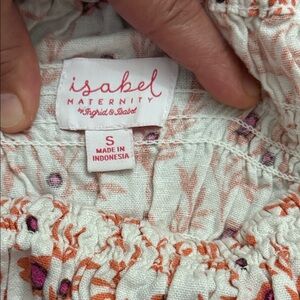 isabel
MATERNITY
by Ingrid & Isabel
S
MADE IN
INDONESIA